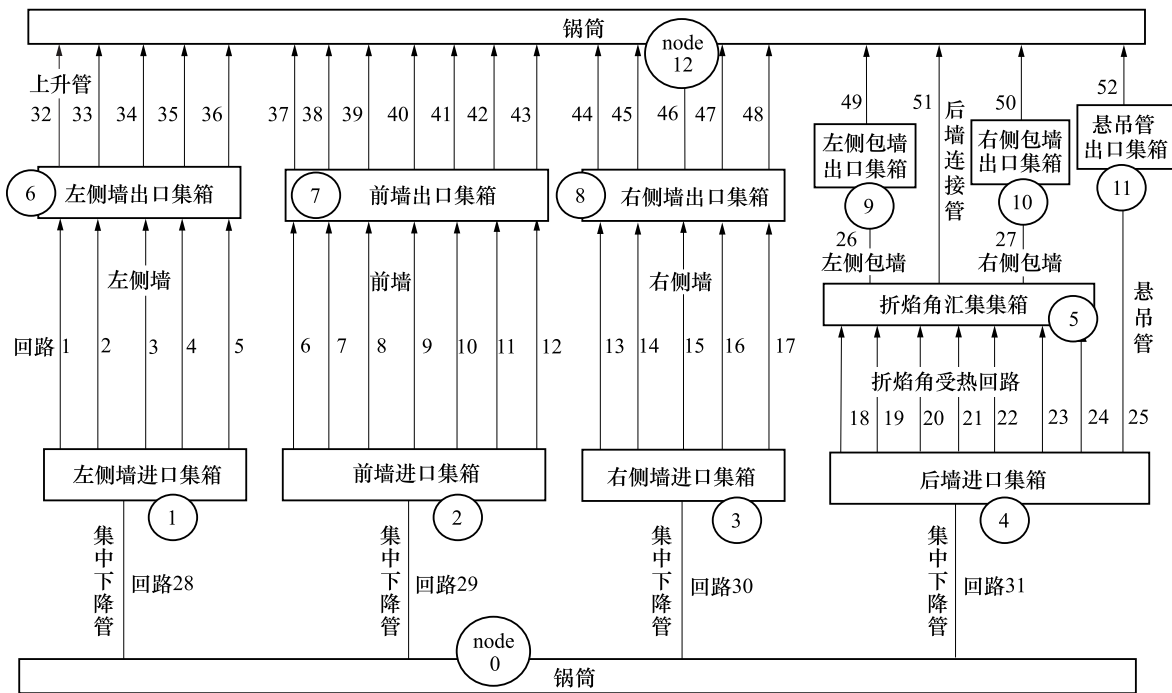 锅筒
node
12
上升管
32 33 34 35 36 37 38 39 40 41 42 43 44 45 46 47 48 49 51 50 52
后墙连接管
左侧包墙
出口集箱
右侧包墙
出口集箱
悬吊管
出口集箱
6 左侧墙出口集箱
7 前墙出口集箱
8 右侧墙出口集箱
9
10
11
26
左侧包墙
27
右侧包墙
左侧墙
前墙
右侧墙
折焰角汇集集箱
5
悬吊管
回路 1 2 3 4 5 6 7 8 9 10 11 12 13 14 15 16 17
折焰角受热回路
18 19 20 21 22 23 24 25
左侧墙进口集箱
前墙进口集箱
右侧墙进口集箱
后墙进口集箱
1
2
3
4
集中下降管
回路28
集中下降管
回路29
集中下降管
回路30
集中下降管
回路31
node
0
锅筒